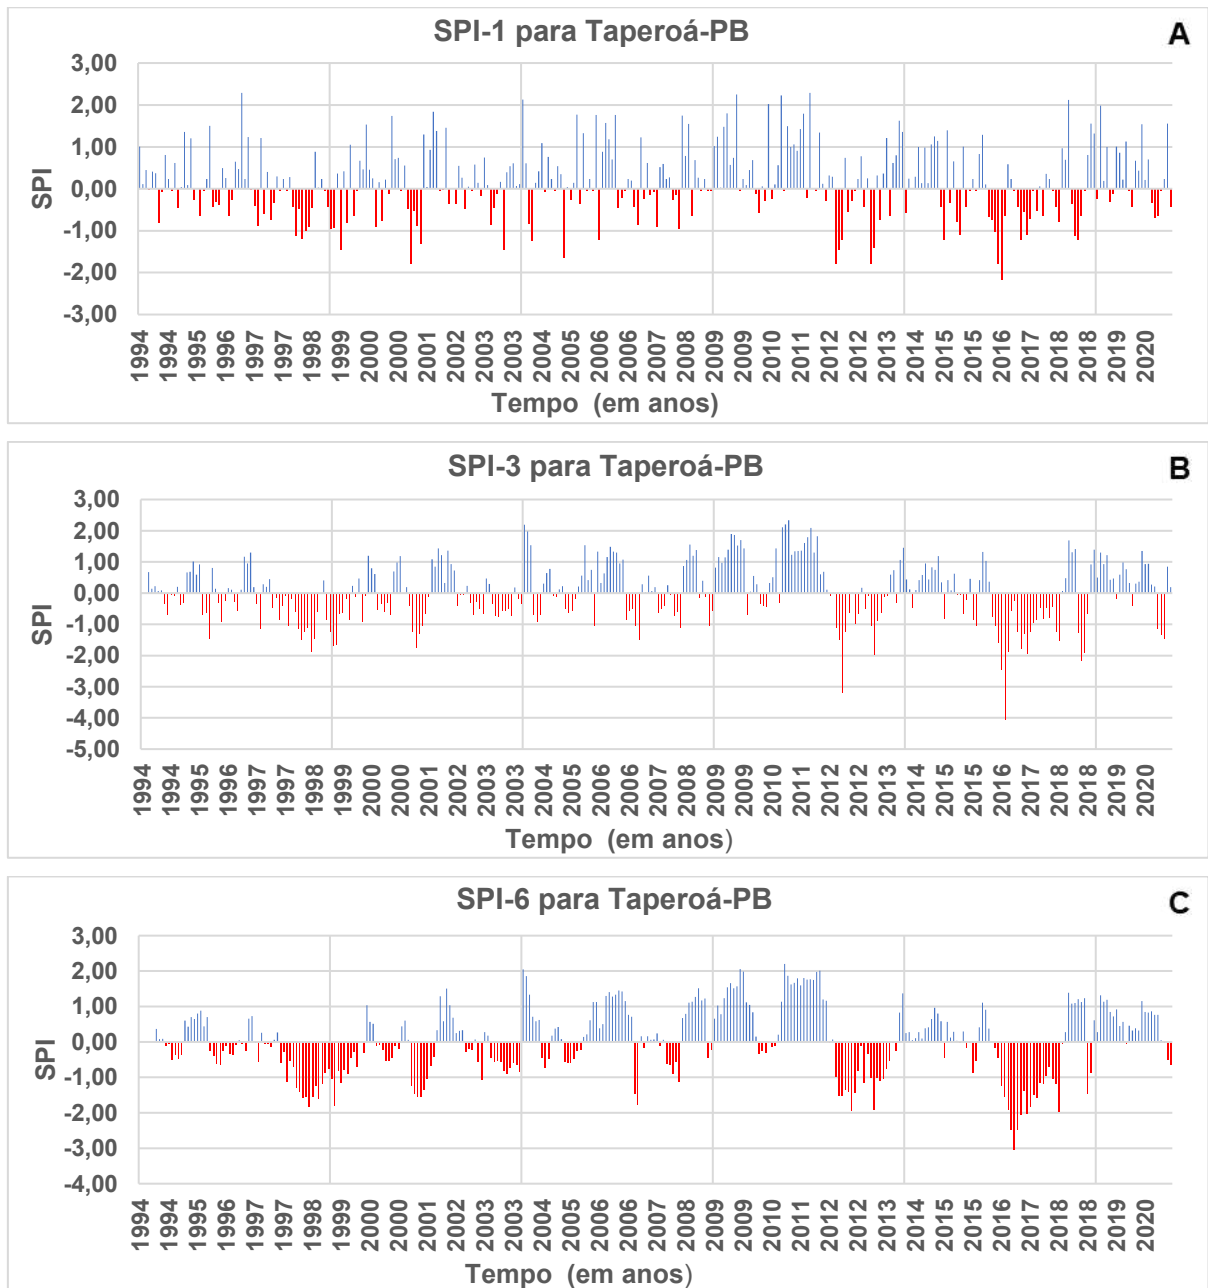 SPI-1 para Taperoá-PB
A
SPI
3,00
2,00
1,00
0,00
-1,00
-2,00
-3,00
1994 1994 1995 1996 1997 1997 1998 1999 2000 2000 2001 2002 2003 2003 2004 2005 2006 2006 2007 2008 2009 2009 2010 2011 2012 2012 2013 2014 2015 2015 2016 2017 2018 2018 2019 2020
Tempo (em anos)
SPI-3 para Taperoá-PB
B
SPI
3,00
2,00
1,00
0,00
-1,00
-2,00
-3,00
-4,00
-5,00
1994 1994 1995 1996 1997 1997 1998 1999 2000 2000 2001 2002 2003 2003 2004 2005 2006 2006 2007 2008 2009 2009 2010 2011 2012 2012 2013 2014 2015 2015 2016 2017 2018 2018 2019 2020
Tempo (em anos)
SPI-6 para Taperoá-PB
C
SPI
3,00
2,00
1,00
0,00
-1,00
-2,00
-3,00
-4,00
1994 1994 1995 1996 1997 1997 1998 1999 2000 2000 2001 2002 2003 2003 2004 2005 2006 2006 2007 2008 2009 2009 2010 2011 2012 2012 2013 2014 2015 2015 2016 2017 2018 2018 2019 2020
Tempo (em anos)